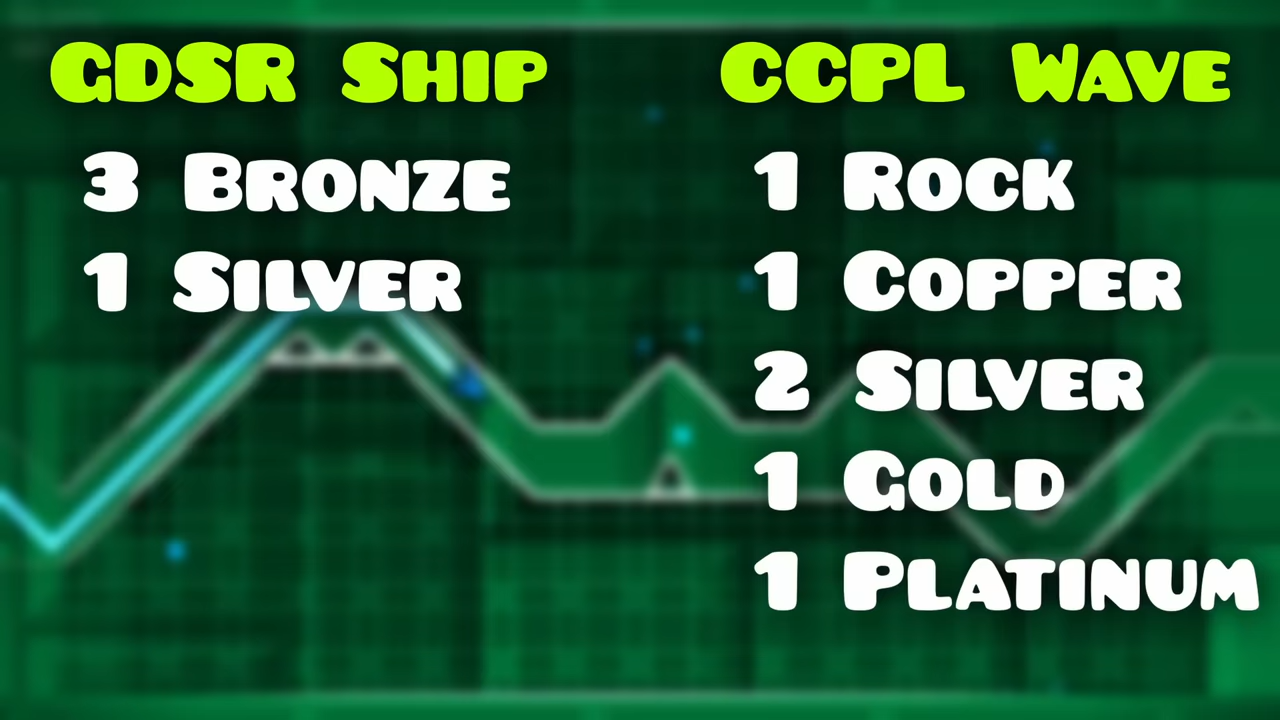 GDSR Ship
3 Bronze
1 Silver
CCPL Wave
1 Rock
1 Copper
2 Silver
1 Gold
1 Platinum